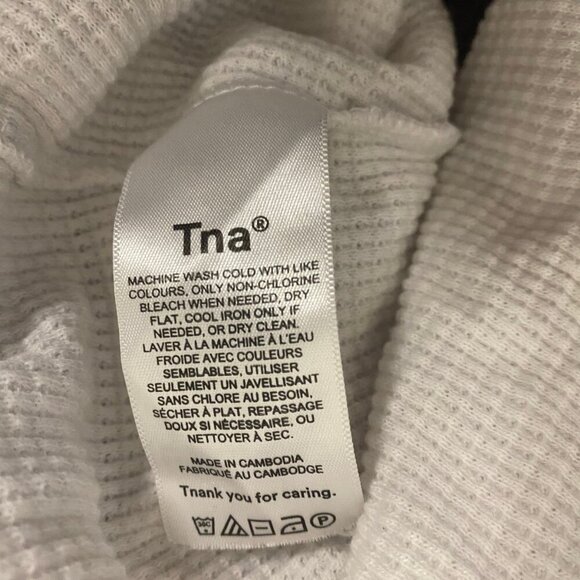 Tna®
MACHINE WASH COLD WITH LIKE
COLOURS, ONLY NON-CHLORINE
BLEACH WHEN NEEDED, DRY
FLAT, COOL IRON ONLY IF
NEEDED, OR DRY CLEAN.
LAVER À LA MACHINE À L'EAU
FROIDE AVEC COULEURS
SEMBLABLES, UTILISER
SEULEMENT UN JAVELLISANT
SANS CHLORE AU BESOIN,
SÉCHER À PLAT, REPASSAGE
DOUX SI NÉCESSAIRE, OU
NETTOYER À SEC.
MADE IN CAMBODIA
FABRIQUÉ AU CAMBODGE
Tnank you for caring.
30C P